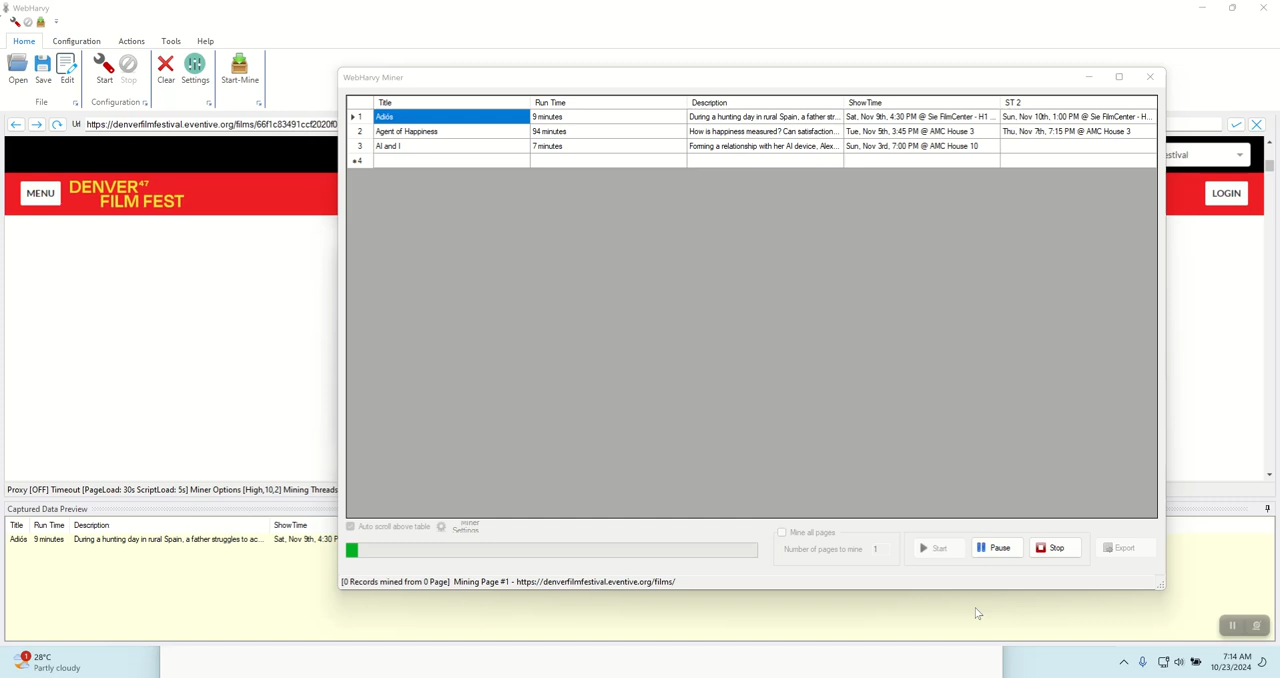 WebHarvy
Home Configuration Actions Tools Help
Open Save Edit Start Stop Clear Settings Start-Mine
File Configuration
Url https://denverfilmfestival.eventive.org/films/66f1c83491ccf2020f0
MENU DENVER 47 FILM FEST
estival
LOGIN
WebHarvy Miner
Title Run Time Description ShowTime ST 2
1 Adiós 9 minutes During a hunting day in rural Spain, a father str... Sat, Nov 9th, 4:30 PM @ Sie FilmCenter - H1 ... Sun, Nov 10th, 1:00 PM @ Sie FilmCenter - H...
2 Agent of Happiness 94 minutes How is happiness measured? Can satisfaction... Tue, Nov 5th, 3:45 PM @ AMC House 3 Thu, Nov 7th, 7:15 PM @ AMC House 3
3 AI and I 7 minutes Forming a relationship with her AI device, Alex... Sun, Nov 3rd, 7:00 PM @ AMC House 10
4
Auto scroll above table Miner Settings
Mine all pages
Number of pages to mine 1
Start Pause Stop Export
[0 Records mined from 0 Page] Mining Page #1 - https://denverfilmfestival.eventive.org/films/
Proxy [OFF] Timeout [PageLoad: 30s ScriptLoad: 5s] Miner Options [High,10,2] Mining Threads
Captured Data Preview
Title Run Time Description ShowTime
Adiós 9 minutes During a hunting day in rural Spain, a father struggles to ac... Sat, Nov 9th, 4:30 P
1 28°C
Partly cloudy
7:14 AM
10/23/2024